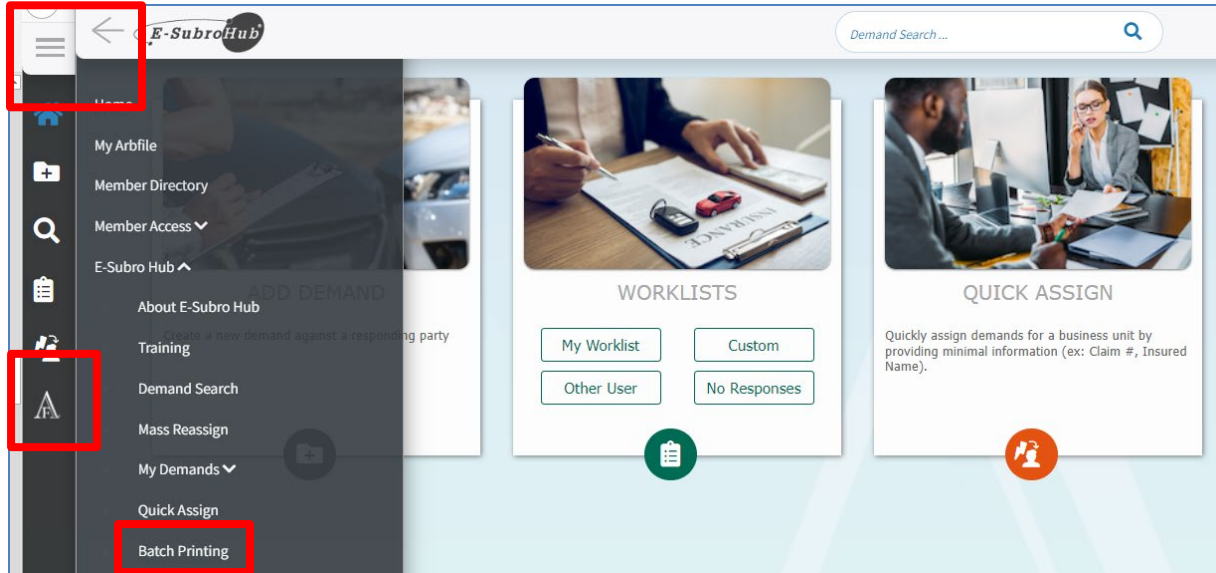 E-SubroHub
Demand Search ...
Home
My Arbfile
Member Directory
Member Access
E-Subro Hub
About E-Subro Hub
Training
Demand Search
Mass Reassign
My Demands
Quick Assign
Batch Printing
ADD DEMAND
Create a new demand against a responding party
INSURANCE
WORKLISTS
My Worklist
Custom
Other User
No Responses
QUICK ASSIGN
Quickly assign demands for a business unit by
providing minimal information (ex: Claim #, Insured
Name).
AF